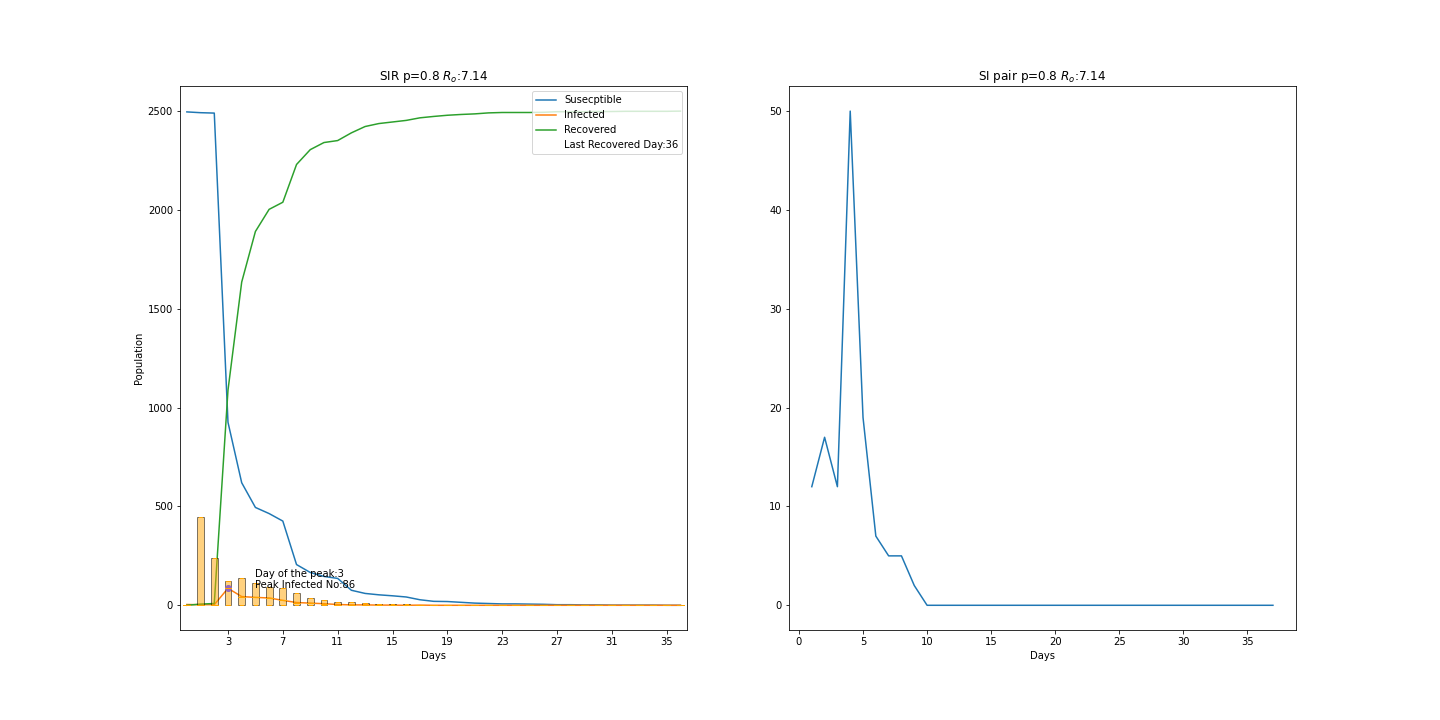 SIR p=0.8 Rₒ:7.14
Susecptible
Infected
Recovered
Last Recovered Day:36
2500
2000
1500
1000
500
0
Population
Day of the peak:3
Peak Infected No:86
3 7 11 15 19 23 27 31 35
Days
SI pair p=0.8 Rₒ:7.14
50
40
30
20
10
0
0 5 10 15 20 25 30 35
Days